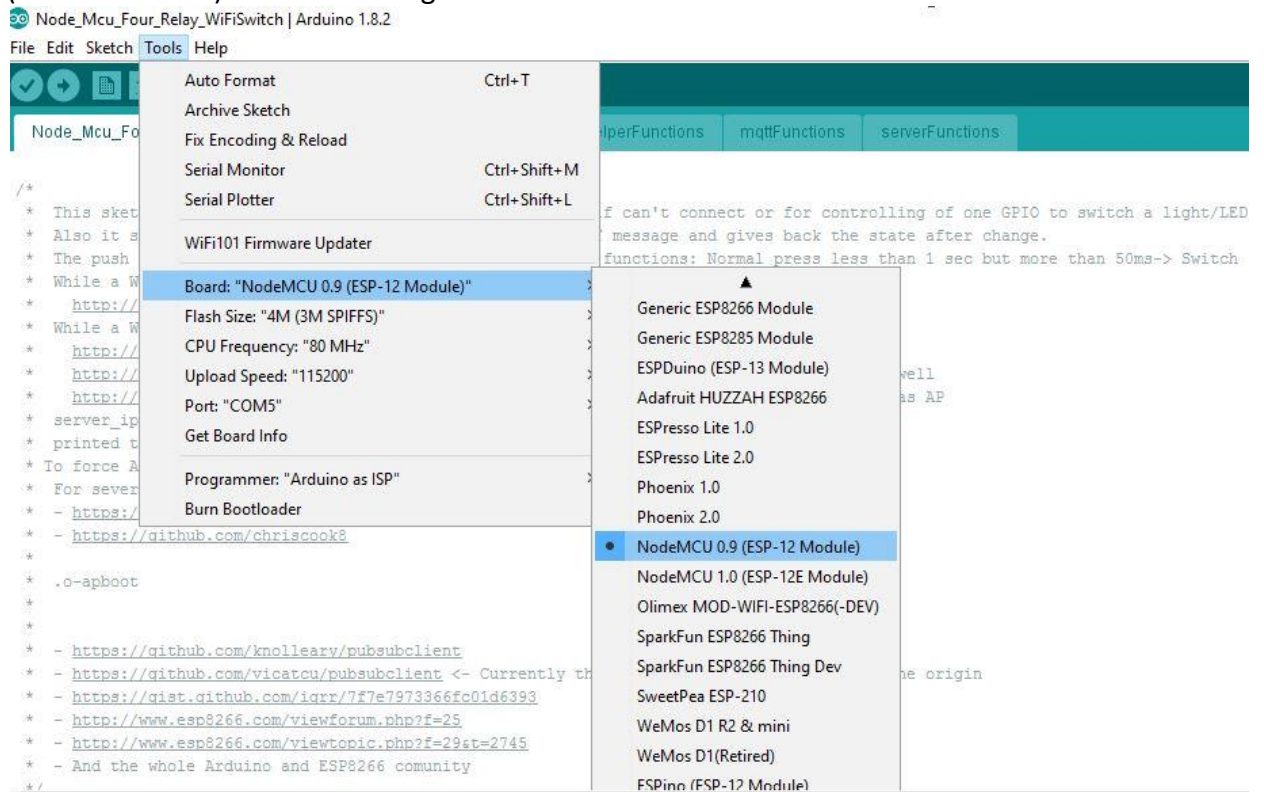 Node_Mcu_Four_Relay_WiFiSwitch | Arduino 1.8.2
File Edit Sketch Tools Help
Node_Mcu_Fo
lperFunctions
mqttFunctions
serverFunctions
Auto Format Ctrl+T
Archive Sketch
Fix Encoding & Reload
Serial Monitor Ctrl+Shift+M
Serial Plotter Ctrl+Shift+L
WiFi101 Firmware Updater
Board: "NodeMCU 0.9 (ESP-12 Module)"
Flash Size: "4M (3M SPIFFS)"
CPU Frequency: "80 MHz"
Upload Speed: "115200"
Port: "COM5"
Get Board Info
Programmer: "Arduino as ISP"
Burn Bootloader
Generic ESP8266 Module
Generic ESP8285 Module
ESPDuino (ESP-13 Module)
Adafruit HUZZAH ESP8266
ESPresso Lite 1.0
ESPresso Lite 2.0
Phoenix 1.0
Phoenix 2.0
NodeMCU 0.9 (ESP-12 Module)
NodeMCU 1.0 (ESP-12E Module)
Olimex MOD-WIFI-ESP8266(-DEV)
SparkFun ESP8266 Thing
SparkFun ESP8266 Thing Dev
SweetPea ESP-210
WeMos D1 R2 & mini
WeMos D1(Retired)
ESPino (ESP-12 Module)
/*
* This sket f can't connect or for controlling of one GPIO to switch a light/LED
* Also it s message and gives back the state after change.
* The push functions: Normal press less than 1 sec but more than 50ms-> Switch
* While a W
* http://
* While a W
* http://
* http:// well
* http:// as AP
* server_ip
* printed t
* To force A
* For sever
* - https:/
* - https://github.com/chriscook8
*
* .o-apboot
*
*
* - https://github.com/knolleary/pubsubclient
* - https://github.com/vicatcu/pubsubclient <- Currently th he origin
* - https://gist.github.com/igrr/7f7e7973366fc01d6393
* - http://www.esp8266.com/viewforum.php?f=25
* - http://www.esp8266.com/viewtopic.php?f=29&t=2745
* - And the whole Arduino and ESP8266 comunity
*/